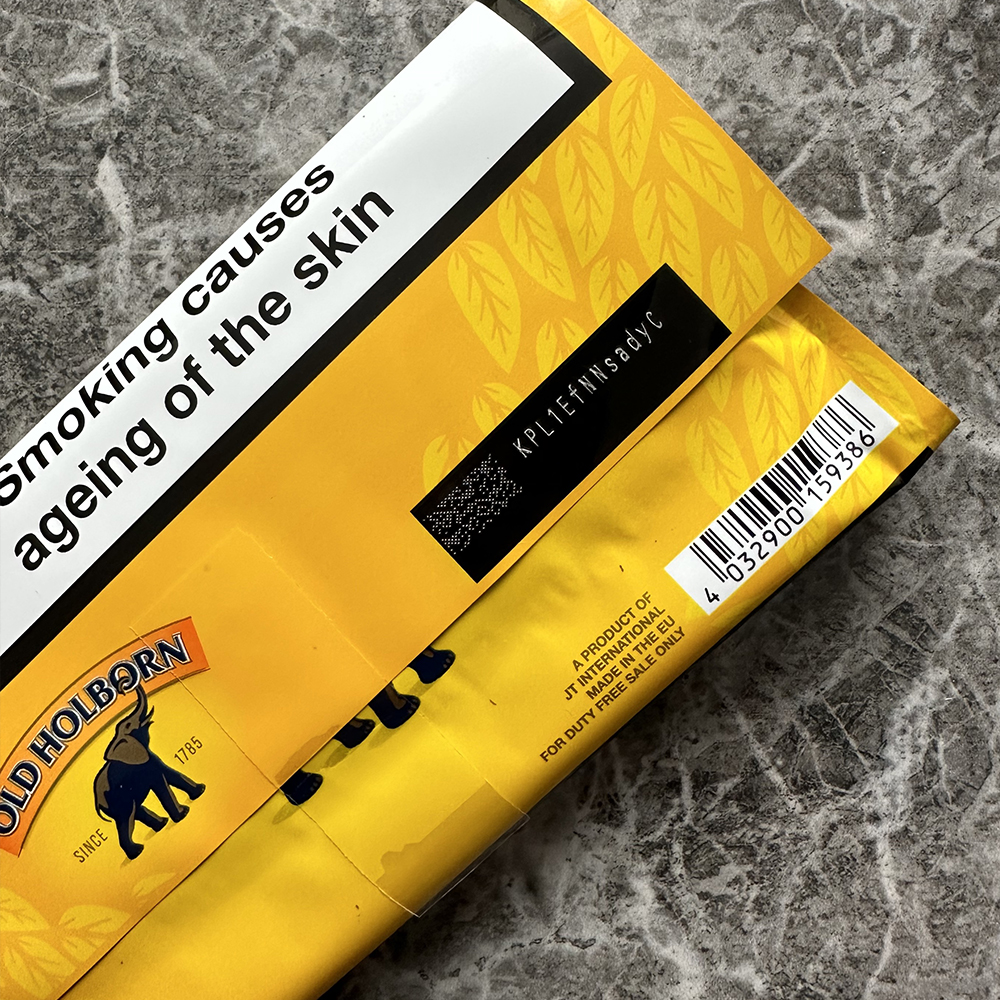 Smoking causes
ageing of the skin
KPL1EfNNsadyC
4 032900 159386
A PRODUCT OF
JT INTERNATIONAL
MADE IN THE EU
FOR DUTY FREE SALE ONLY
OLD HOLBORN
SINCE 1785